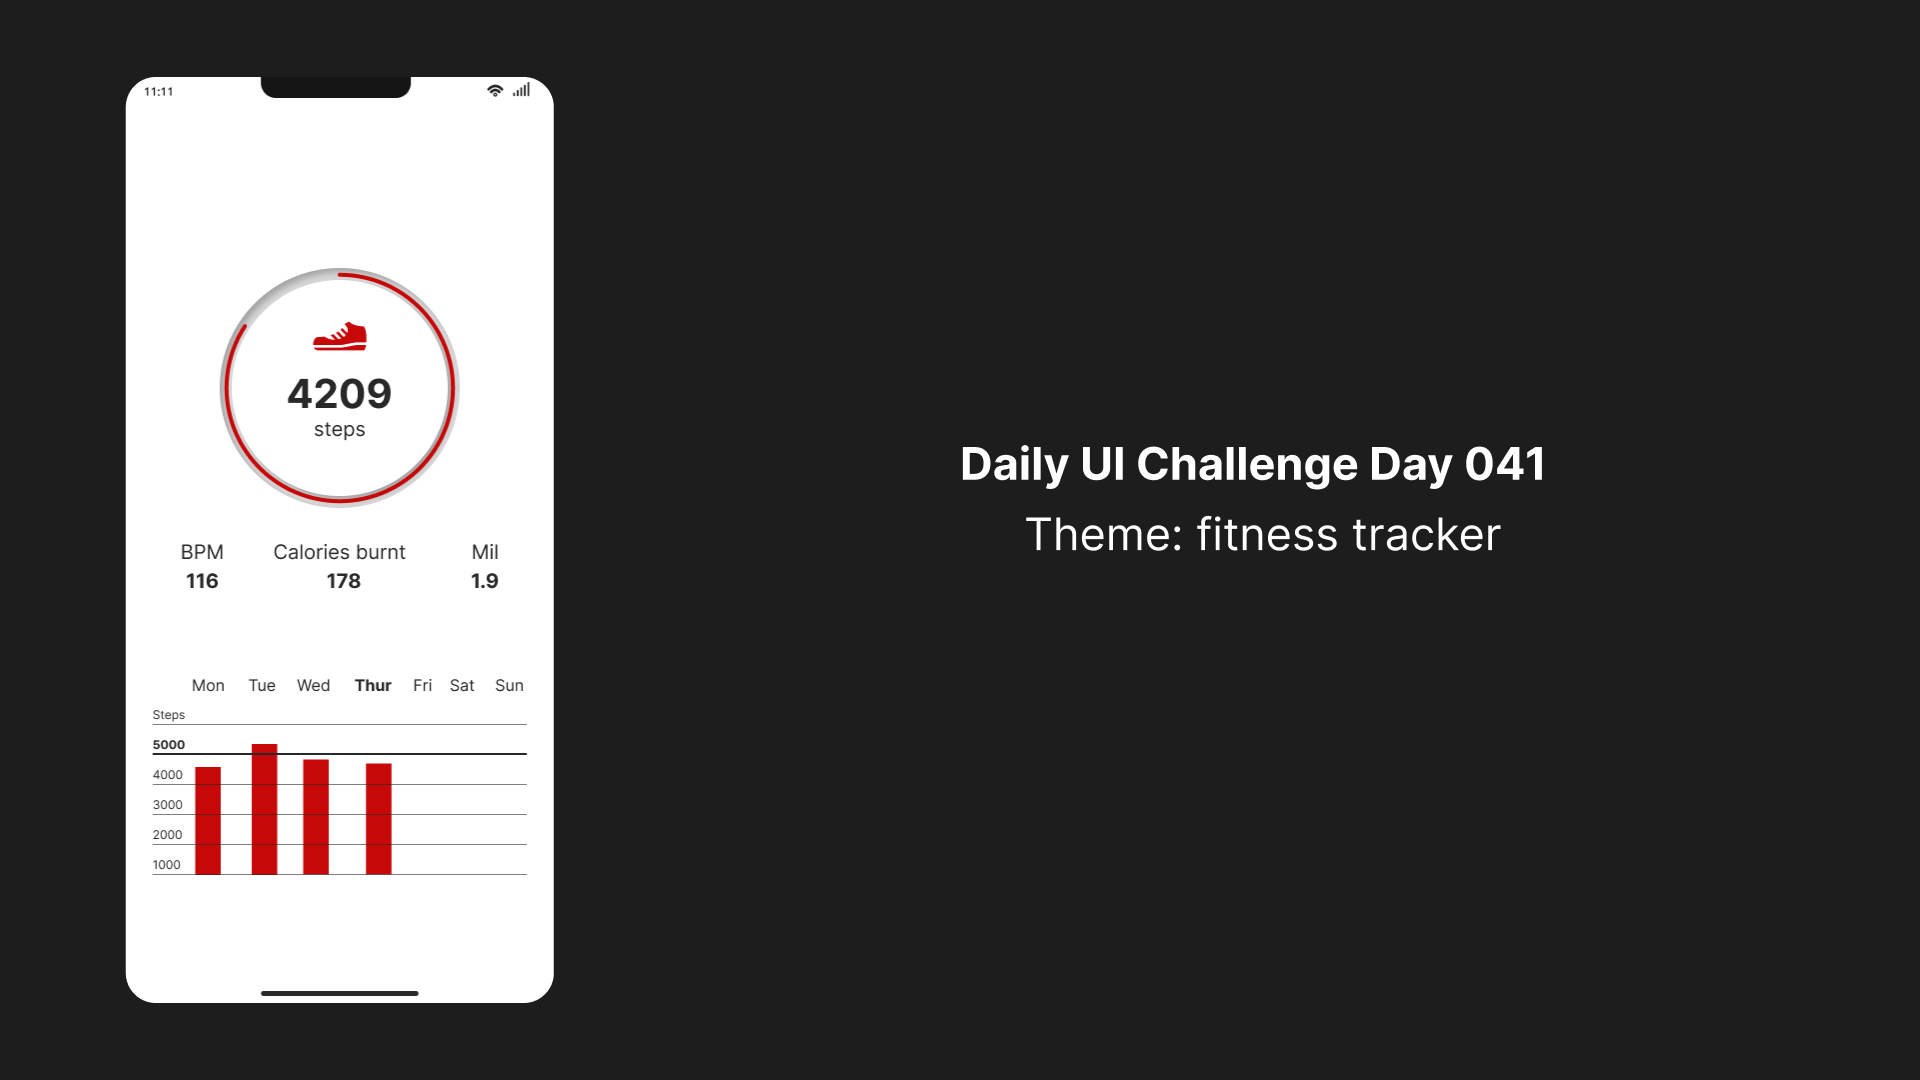 11:11
4209
steps
BPM Calories burnt Mil
116 178 1.9
Mon Tue Wed Thur Fri Sat Sun
Steps
5000
4000
3000
2000
1000
Daily UI Challenge Day 041
Theme: fitness tracker